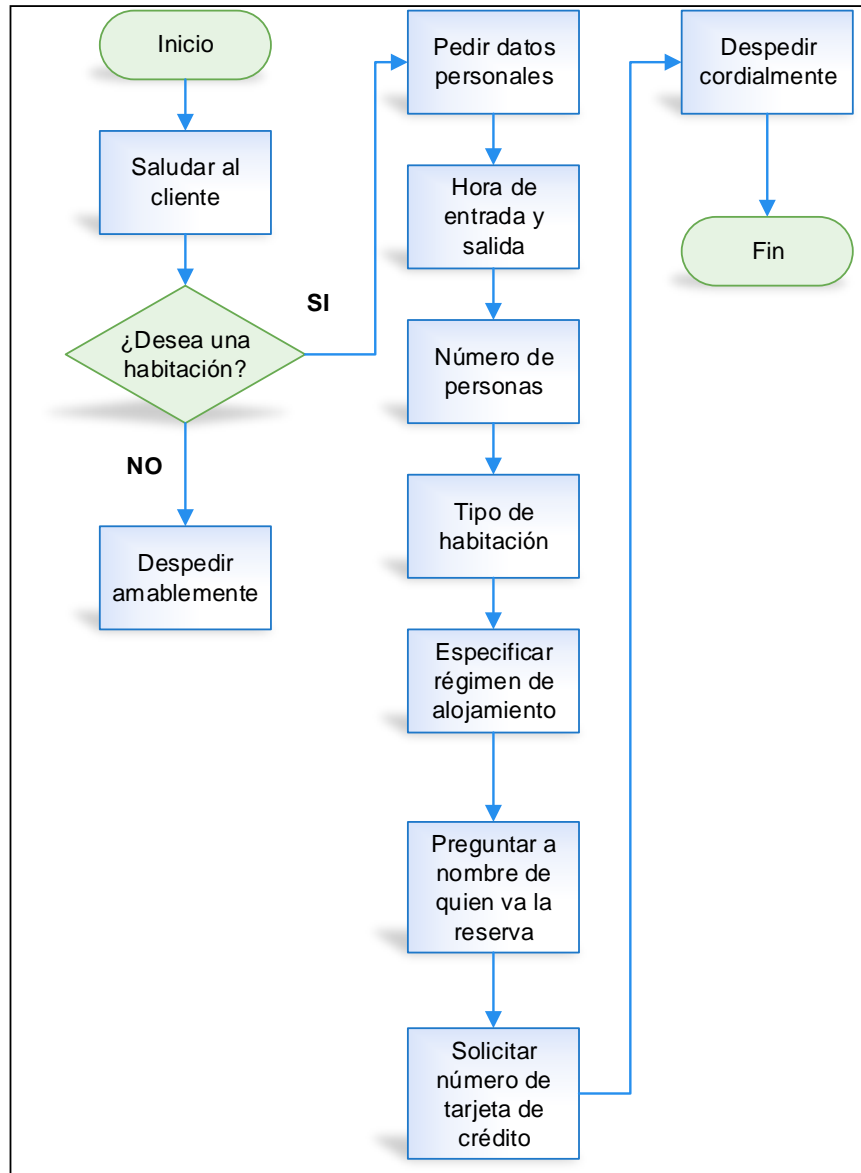 Inicio
Saludar al
cliente
¿Desea una
habitación?
SI
NO
Despedir
amablemente
Pedir datos
personales
Hora de
entrada y
salida
Número de
personas
Tipo de
habitación
Especificar
régimen de
alojamiento
Preguntar a
nombre de
quien va la
reserva
Solicitar
número de
tarjeta de
crédito
Despedir
cordialmente
Fin